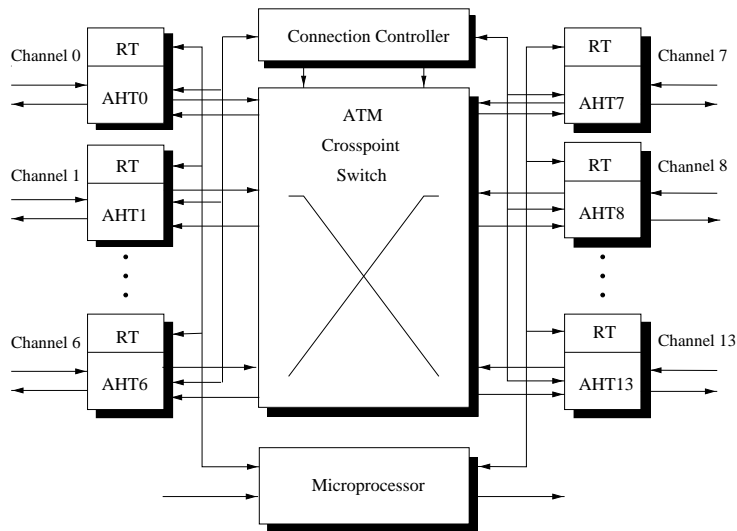 Channel 0
RT
AHT0
Connection Controller
RT
AHT7
Channel 7
ATM
Crosspoint
Switch
Channel 1
RT
AHT1
RT
AHT8
Channel 8
Channel 6
RT
AHT6
RT
AHT13
Channel 13
Microprocessor